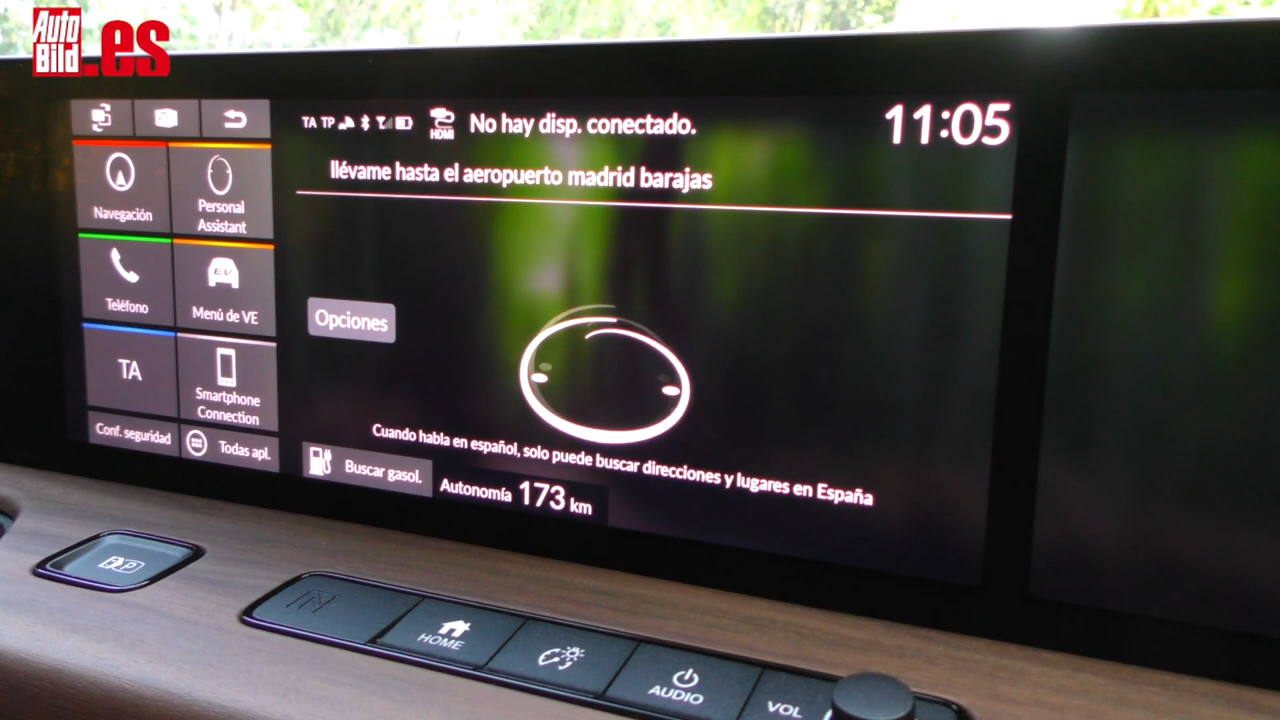 Auto
Bild
.es
TA TP
HDMI
No hay disp. conectado.
11:05
llévame hasta el aeropuerto madrid barajas
Navegación
Personal
Assistant
Teléfono
EV
Menú de VE
Opciones
TA
Smartphone
Connection
Cuando habla en español, solo puede buscar direcciones y lugares en España
Conf. seguridad
Todas apl.
Buscar gasol.
Autonomía 173 km
P
HOME
AUDIO
VOL